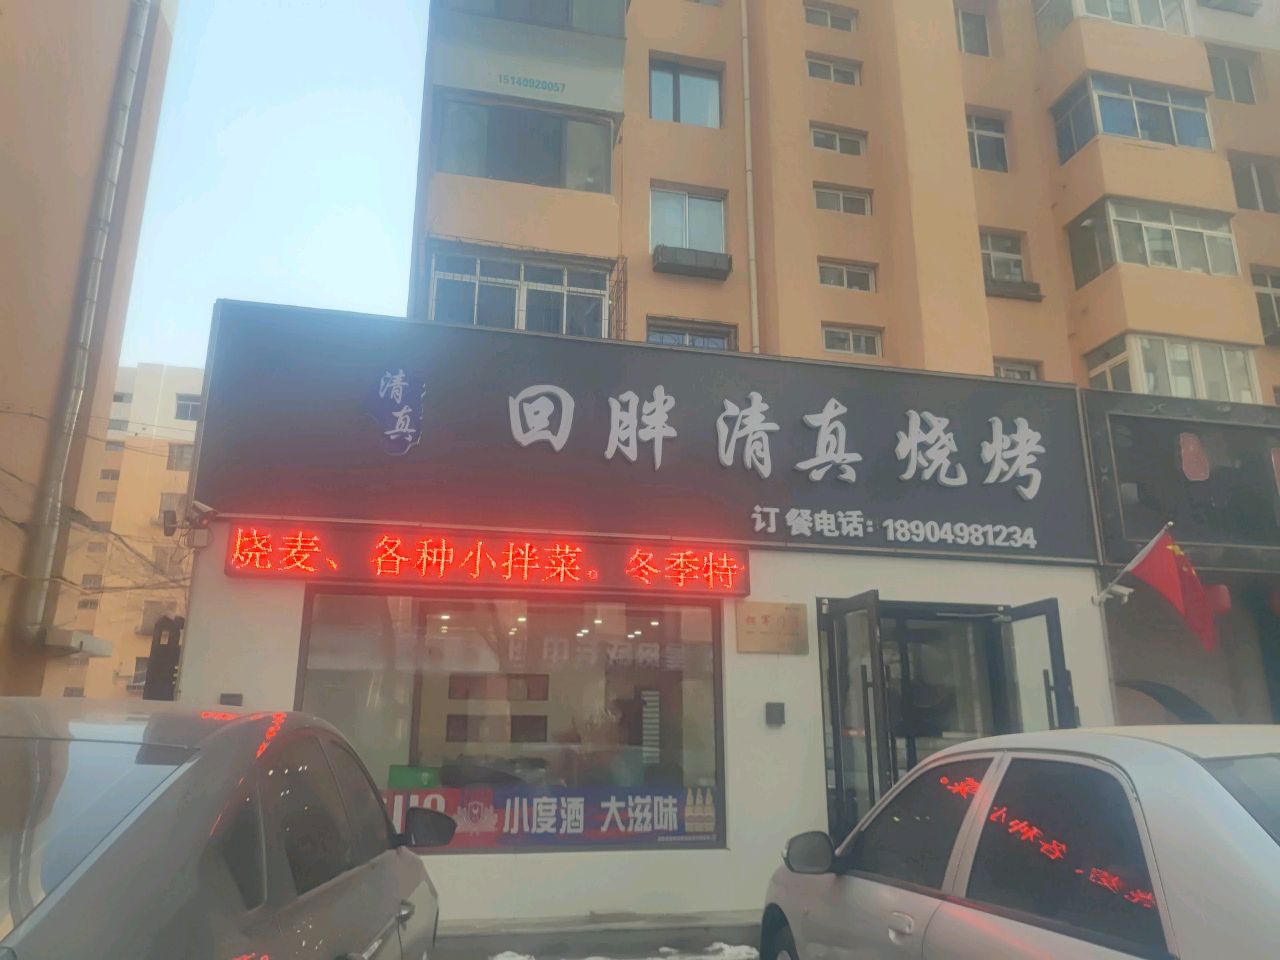 15140920057
清真
回胖清真烧烤
订餐电话:18904981234
烧麦、各种小拌菜。冬季特
小度酒 大滋味